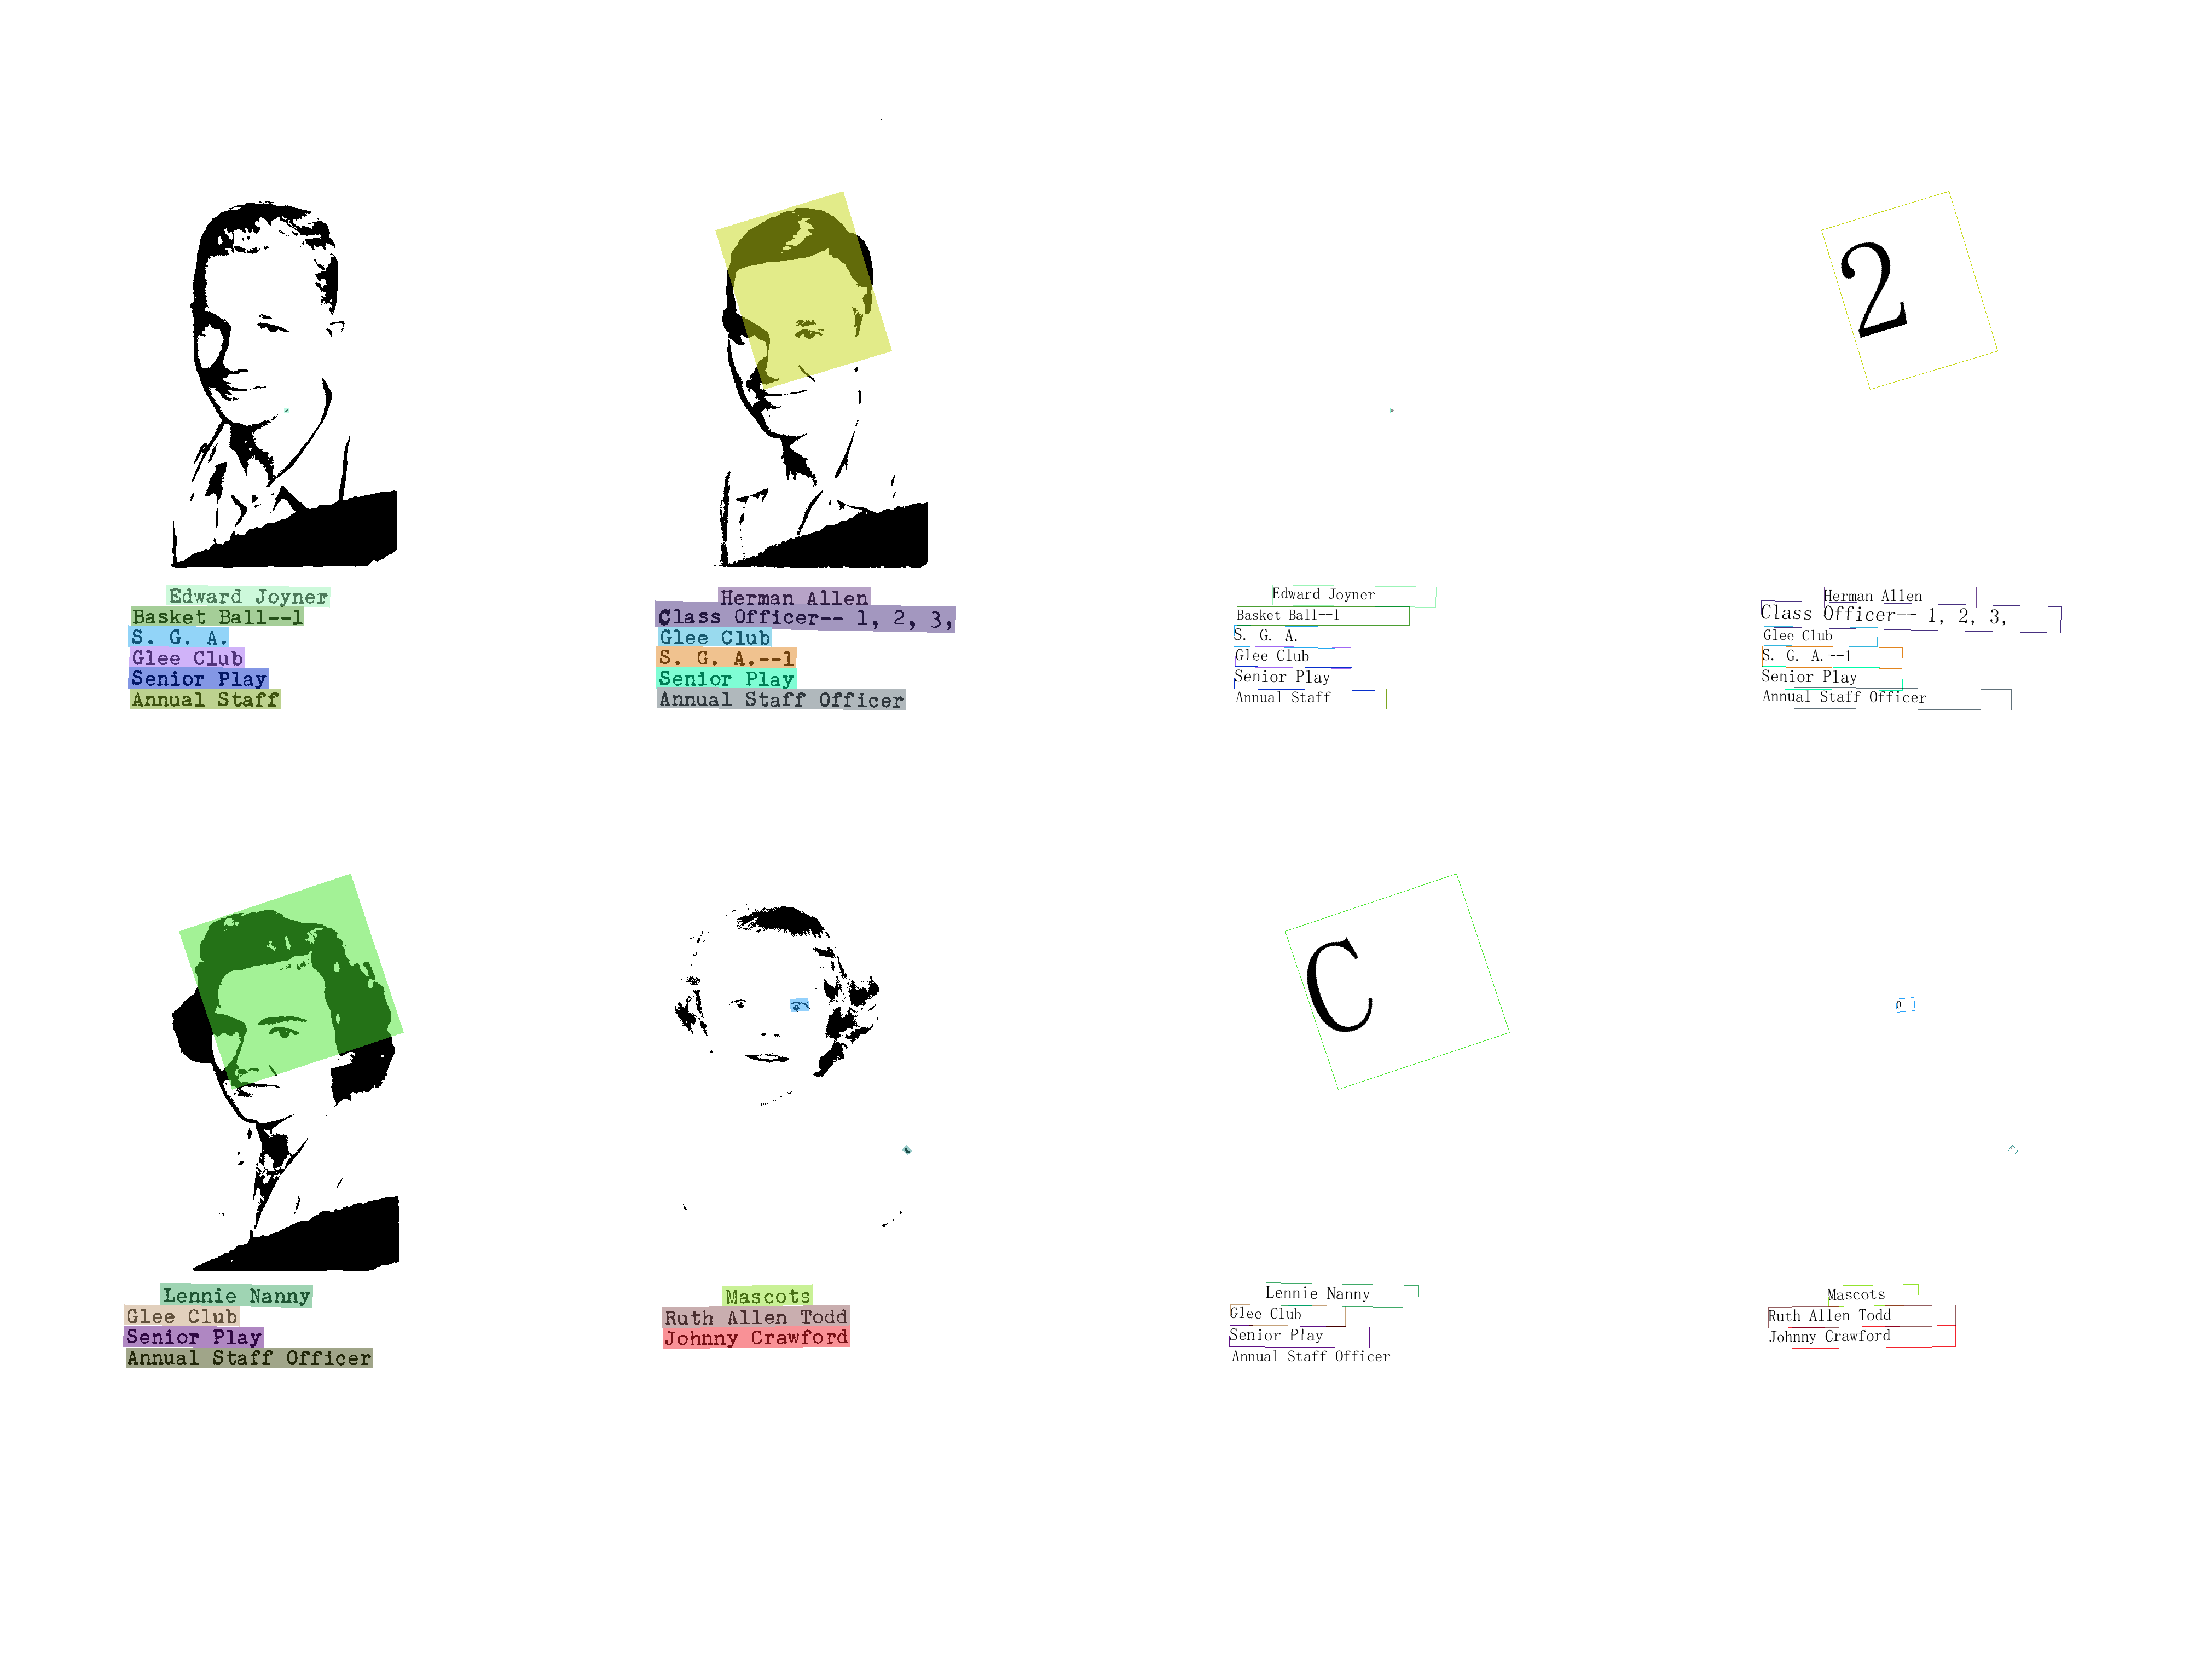 Edward Joyner
Basket Ball--1
S. G. A.
Glee Club
Senior Play
Annual Staff
Herman Allen
Class Officer-- 1, 2, 3,
Glee Club
S. G. A.--1
Senior Play
Annual Staff Officer
Lennie Nanny
Glee Club
Senior Play
Annual Staff Officer
Mascots
Ruth Allen Todd
Johnny Crawford
Edward Joyner
Basket Ball--1
S. G. A.
Glee Club
Senior Play
Annual Staff
2
Herman Allen
Class Officer-- 1, 2, 3,
Glee Club
S. G. A.--1
Senior Play
Annual Staff Officer
C
Lennie Nanny
Glee Club
Senior Play
Annual Staff Officer
0
Mascots
Ruth Allen Todd
Johnny Crawford